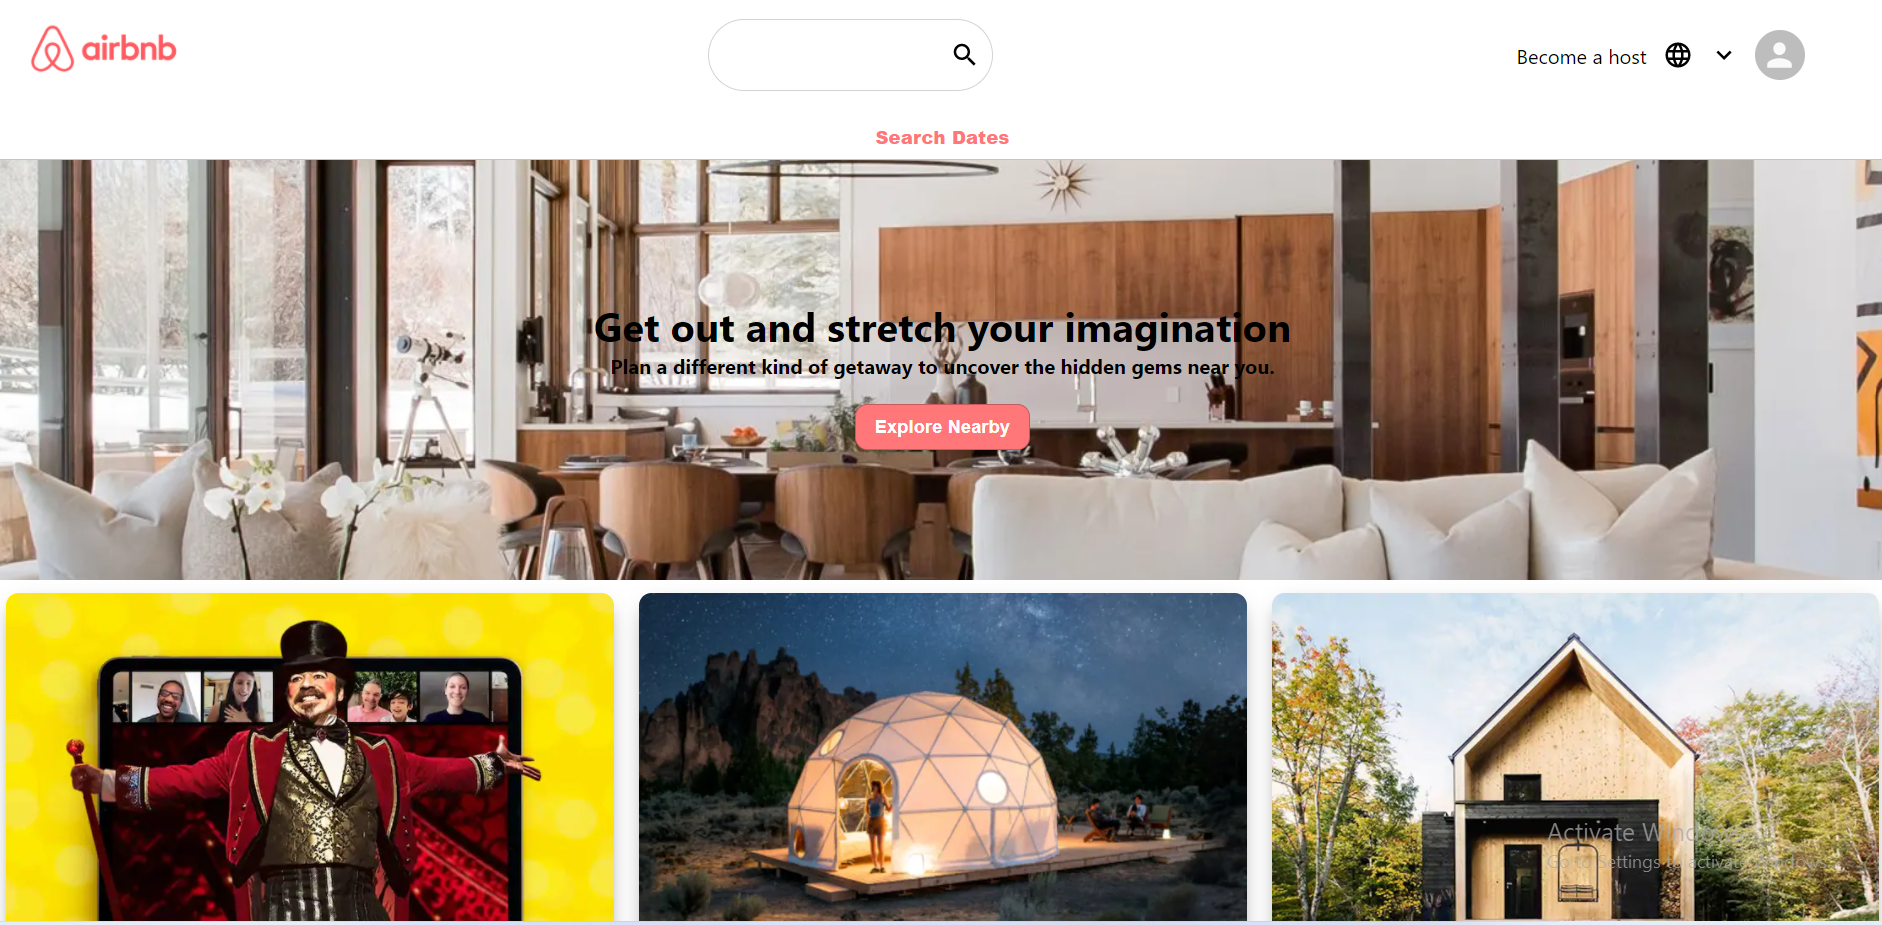 airbnb
Become a host
Search Dates
Get out and stretch your imagination
Plan a different kind of getaway to uncover the hidden gems near you.
Explore Nearby
Activate Windows
Go to Settings to activate Windows.